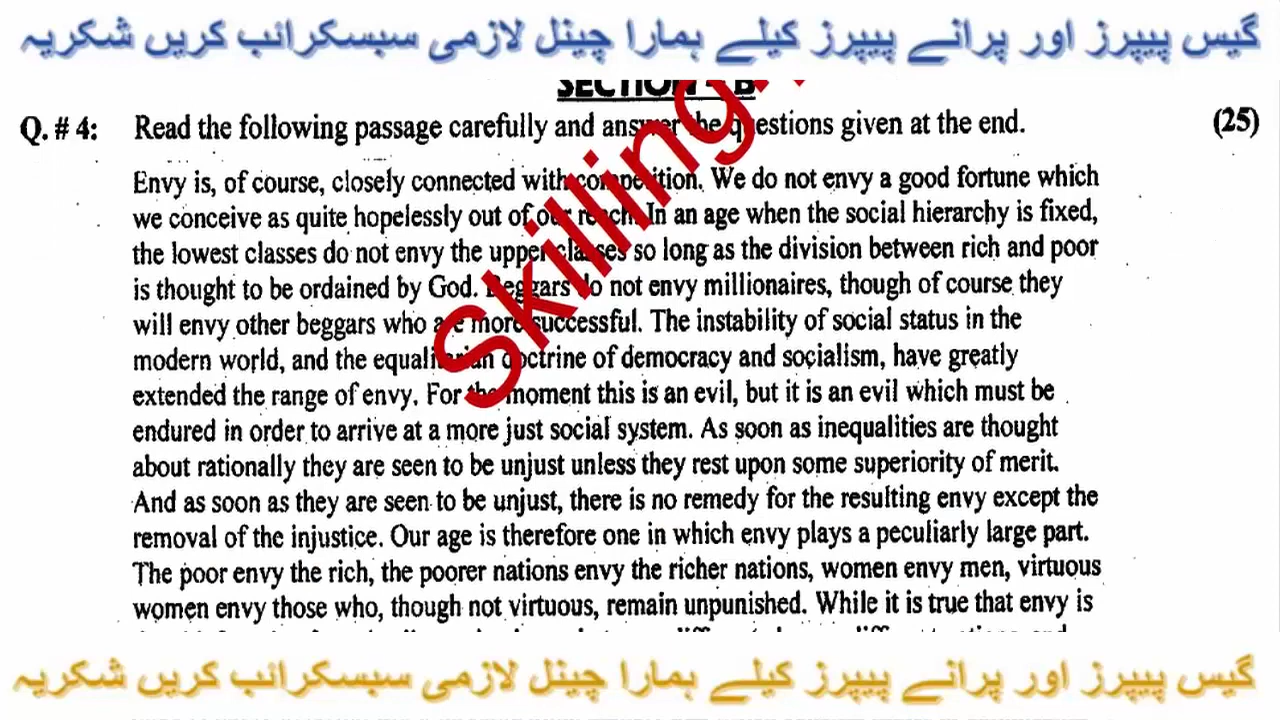 گیس پیپرز اور پرانے پیپرز کیلے ہمارا چینل لازمی سبسکرائب کریں شکریہ
SECTION - B
Q. # 4: Read the following passage carefully and answer the questions given at the end. (25)
Skilling
Envy is, of course, closely connected with competition. We do not envy a good fortune which
we conceive as quite hopelessly out of our reach. In an age when the social hierarchy is fixed,
the lowest classes do not envy the upper classes so long as the division between rich and poor
is thought to be ordained by God. Beggars do not envy millionaires, though of course they
will envy other beggars who are more successful. The instability of social status in the
modern world, and the equalitarian doctrine of democracy and socialism, have greatly
extended the range of envy. For the moment this is an evil, but it is an evil which must be
endured in order to arrive at a more just social system. As soon as inequalities are thought
about rationally they are seen to be unjust unless they rest upon some superiority of merit.
And as soon as they are seen to be unjust, there is no remedy for the resulting envy except the
removal of the injustice. Our age is therefore one in which envy plays a peculiarly large part.
The poor envy the rich, the poorer nations envy the richer nations, women envy men, virtuous
women envy those who, though not virtuous, remain unpunished. While it is true that envy is
گیس پیپرز اور پرانے پیپرز کیلے ہمارا چینل لازمی سبسکرائب کریں شکریہ